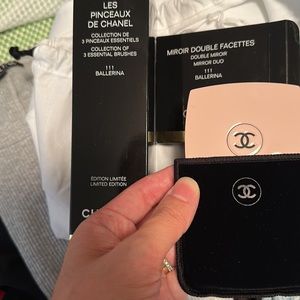 LES
PINCEAUX
DE CHANEL
COLLECTION DE
3 PINCEAUX ESSENTIELS
COLLECTION OF
3 ESSENTIAL BRUSHES
111
BALLERINA
ÉDITION LIMITÉE
LIMITED EDITION
CH
MIROIR DOUBLE FACETTES
DOUBLE MIROIR
MIRROR DUO
111
BALLERINA